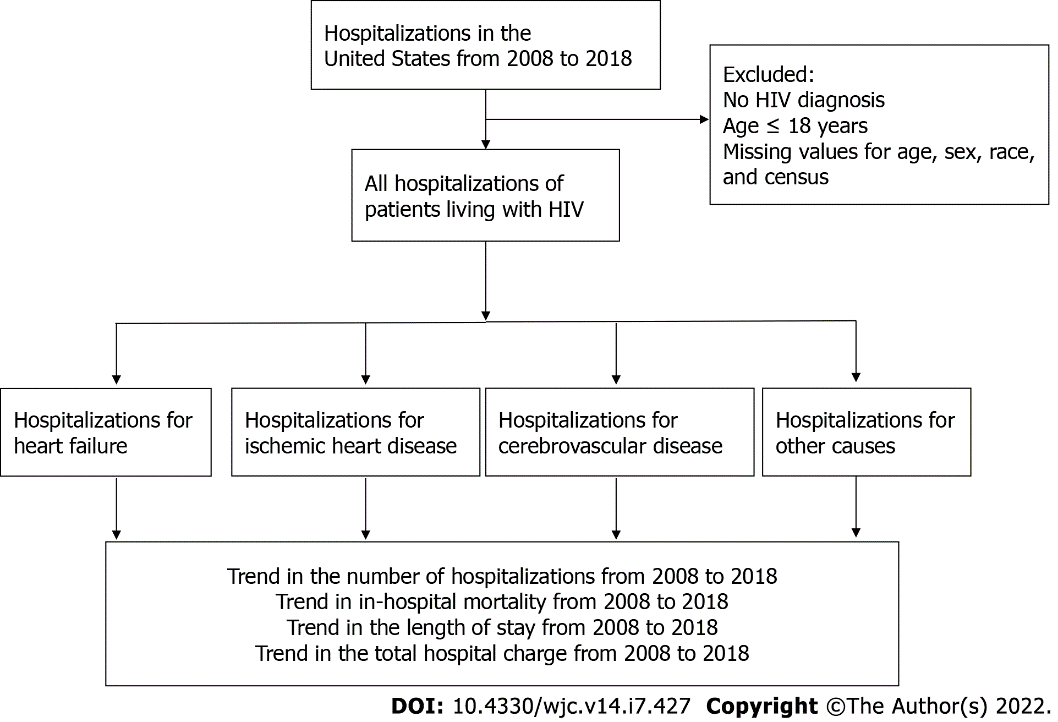 Hospitalizations in the
United States from 2008 to 2018
Excluded:
No HIV diagnosis
Age ≤ 18 years
Missing values for age, sex, race,
and census
All hospitalizations of
patients living with HIV
Hospitalizations for
heart failure
Hospitalizations for
ischemic heart disease
Hospitalizations for
cerebrovascular disease
Hospitalizations for
other causes
Trend in the number of hospitalizations from 2008 to 2018
Trend in in-hospital mortality from 2008 to 2018
Trend in the length of stay from 2008 to 2018
Trend in the total hospital charge from 2008 to 2018
DOI: 10.4330/wjc.v14.i7.427 Copyright ©The Author(s) 2022.